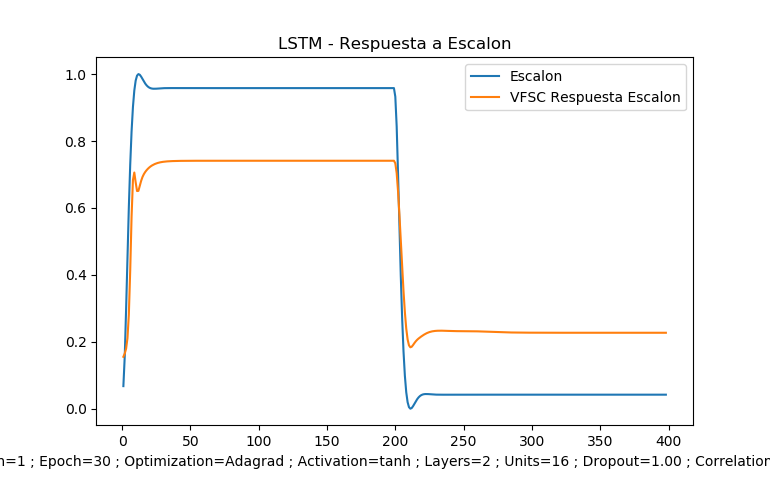 LSTM - Respuesta a Escalon
Escalon
VFSC Respuesta Escalon
1.0
0.8
0.6
0.4
0.2
0.0
0 50 100 150 200 250 300 350 400
=1 ; Epoch=30 ; Optimization=Adagrad ; Activation=tanh ; Layers=2 ; Units=16 ; Dropout=1.00 ; Correlation